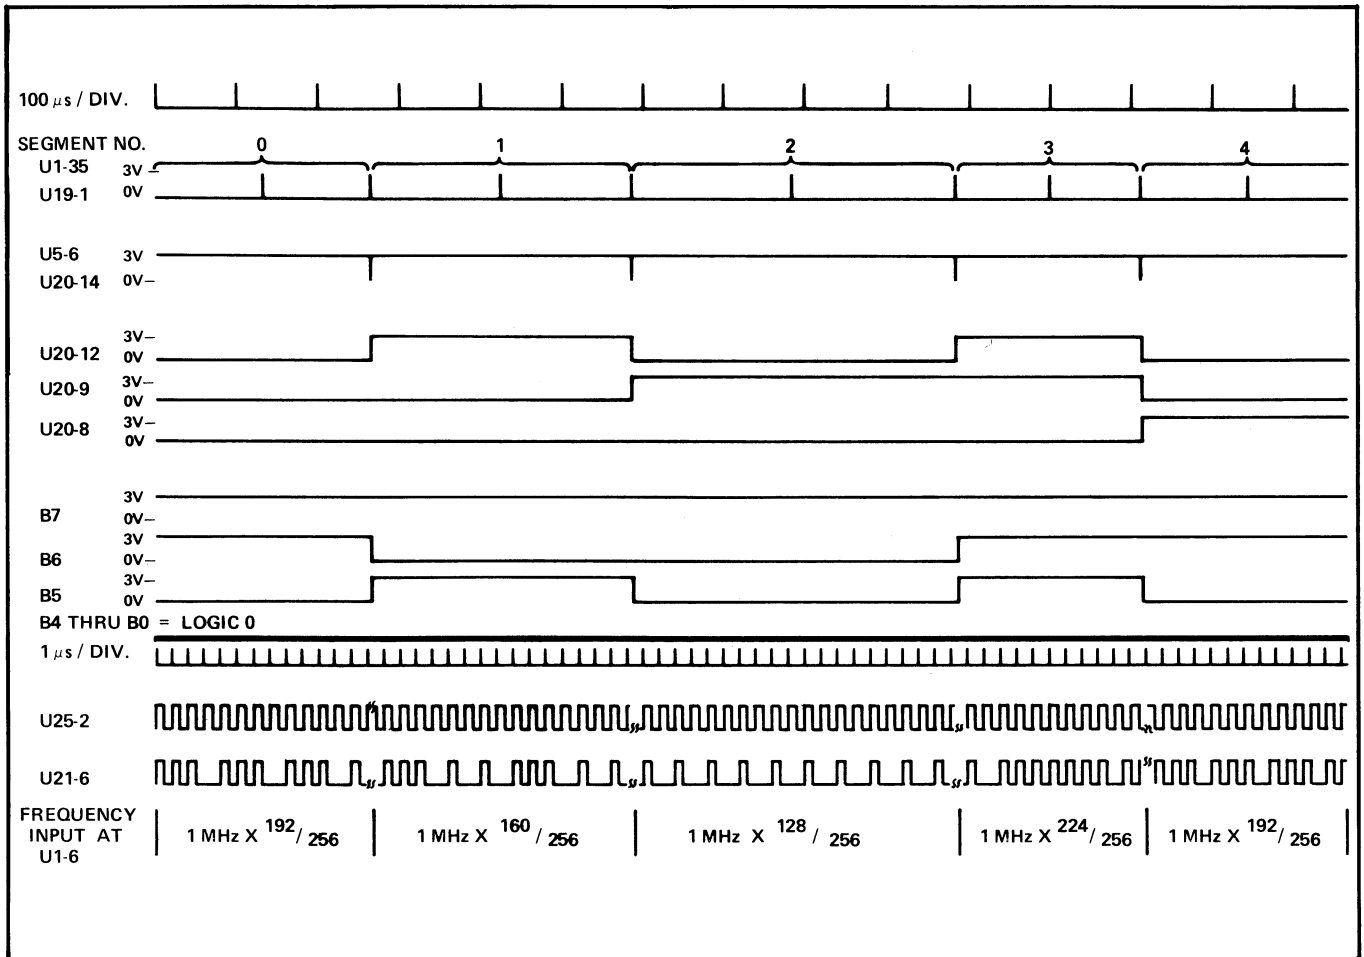 100 μs / DIV.
SEGMENT NO. 0 1 2 3 4
U1-35 3V
U19-1 0V
U5-6 3V
U20-14 0V
3V
U20-12 0V
3V
U20-9 0V
3V
U20-8 0V
3V
B7 0V
3V
B6 0V
3V
B5 0V
B4 THRU B0 = LOGIC 0
1 μs / DIV.
U25-2
U21-6
FREQUENCY
INPUT AT
U1-6
1 MHz X 192/256 1 MHz X 160/256 1 MHz X 128/256 1 MHz X 224/256 1 MHz X 192/256